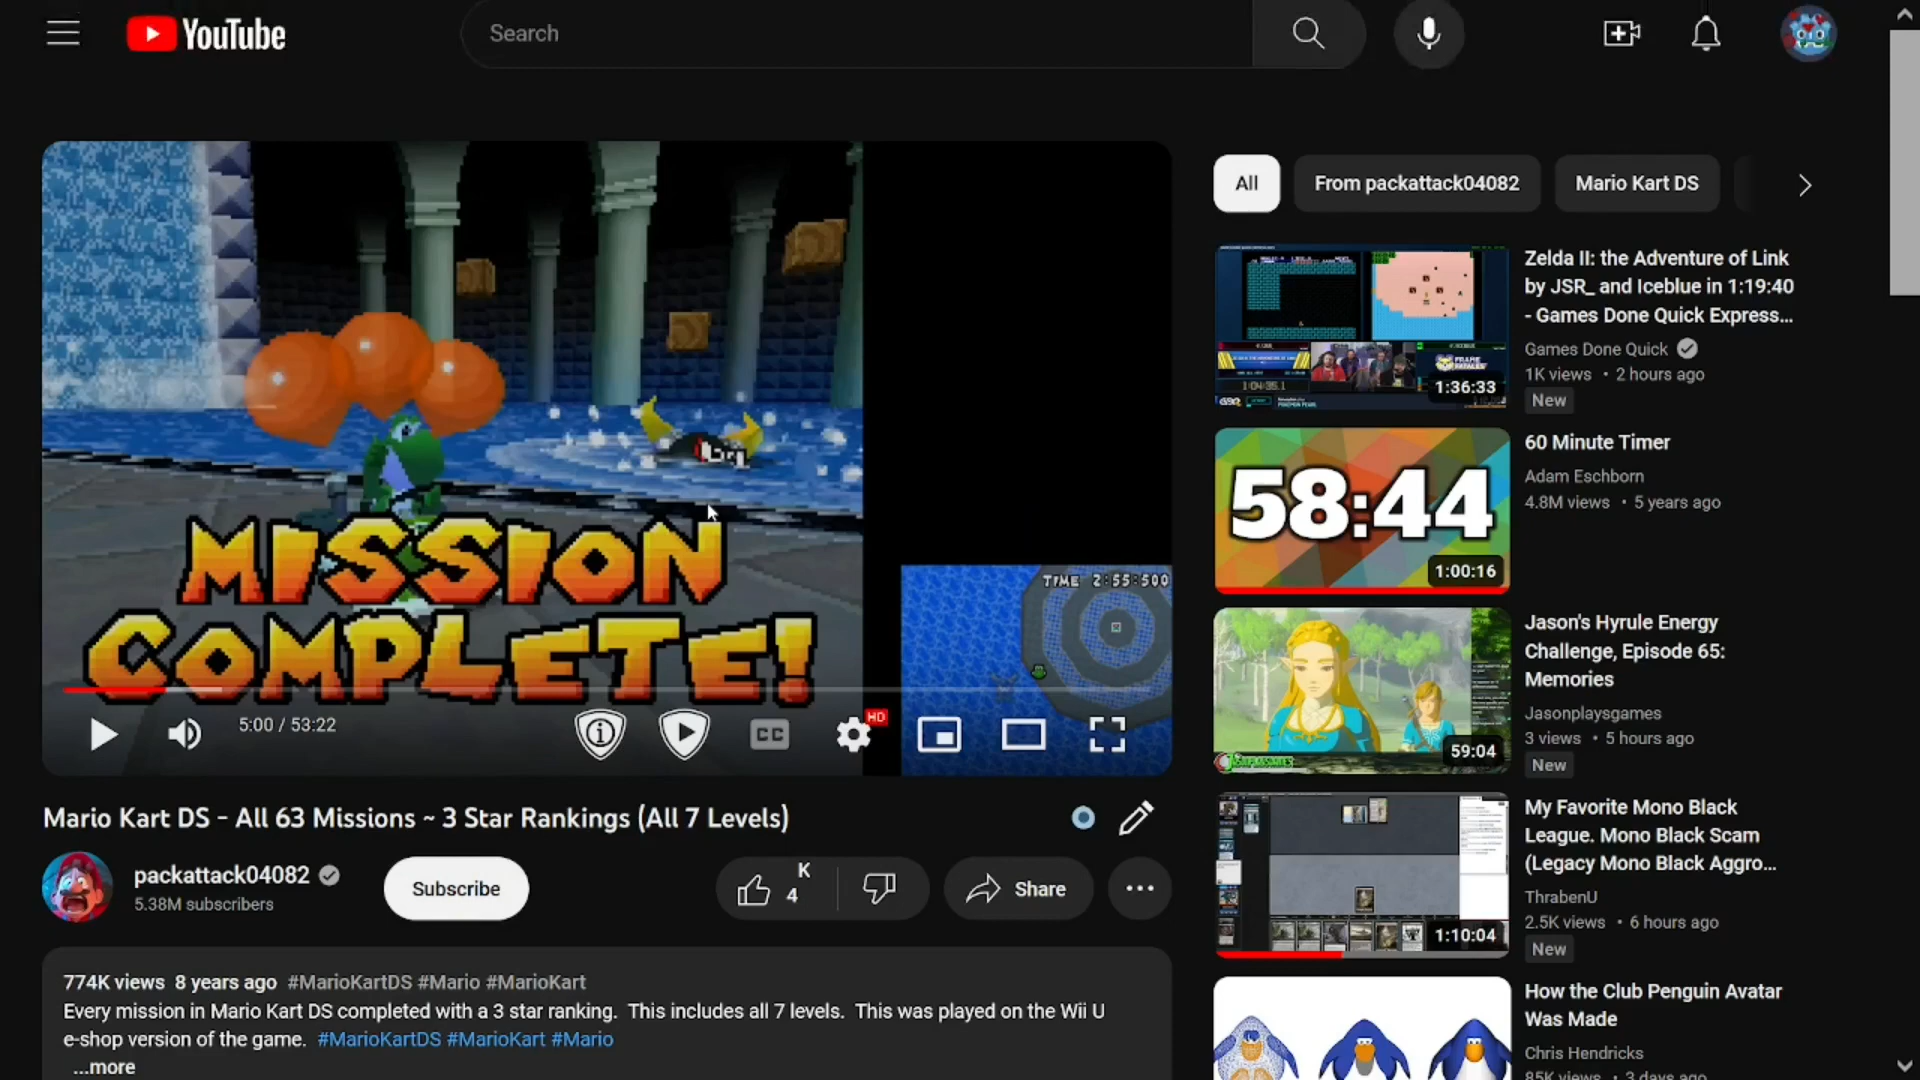 YouTube
Search
MISSION
COMPLETE!
TIME 2:55:500
5:00 / 53:22
CC
HD
Mario Kart DS - All 63 Missions ~ 3 Star Rankings (All 7 Levels)
packattack04082
5.38M subscribers
Subscribe
K
4
Share
774K views 8 years ago #MarioKartDS #Mario #MarioKart
Every mission in Mario Kart DS completed with a 3 star ranking. This includes all 7 levels. This was played on the Wii U
e-shop version of the game. #MarioKartDS #MarioKart #Mario
...more
All
From packattack04082
Mario Kart DS
1:36:33
Zelda II: the Adventure of Link
by JSR_ and Iceblue in 1:19:40
- Games Done Quick Express...
Games Done Quick
1K views • 2 hours ago
New
58:44
1:00:16
60 Minute Timer
Adam Eschborn
4.8M views • 5 years ago
59:04
Jason's Hyrule Energy
Challenge, Episode 65:
Memories
Jasonplaysgames
3 views • 5 hours ago
New
1:10:04
My Favorite Mono Black
League. Mono Black Scam
(Legacy Mono Black Aggro...
ThrabenU
2.5K views • 6 hours ago
New
How the Club Penguin Avatar
Was Made
Chris Hendricks
85K views • 3 days ago